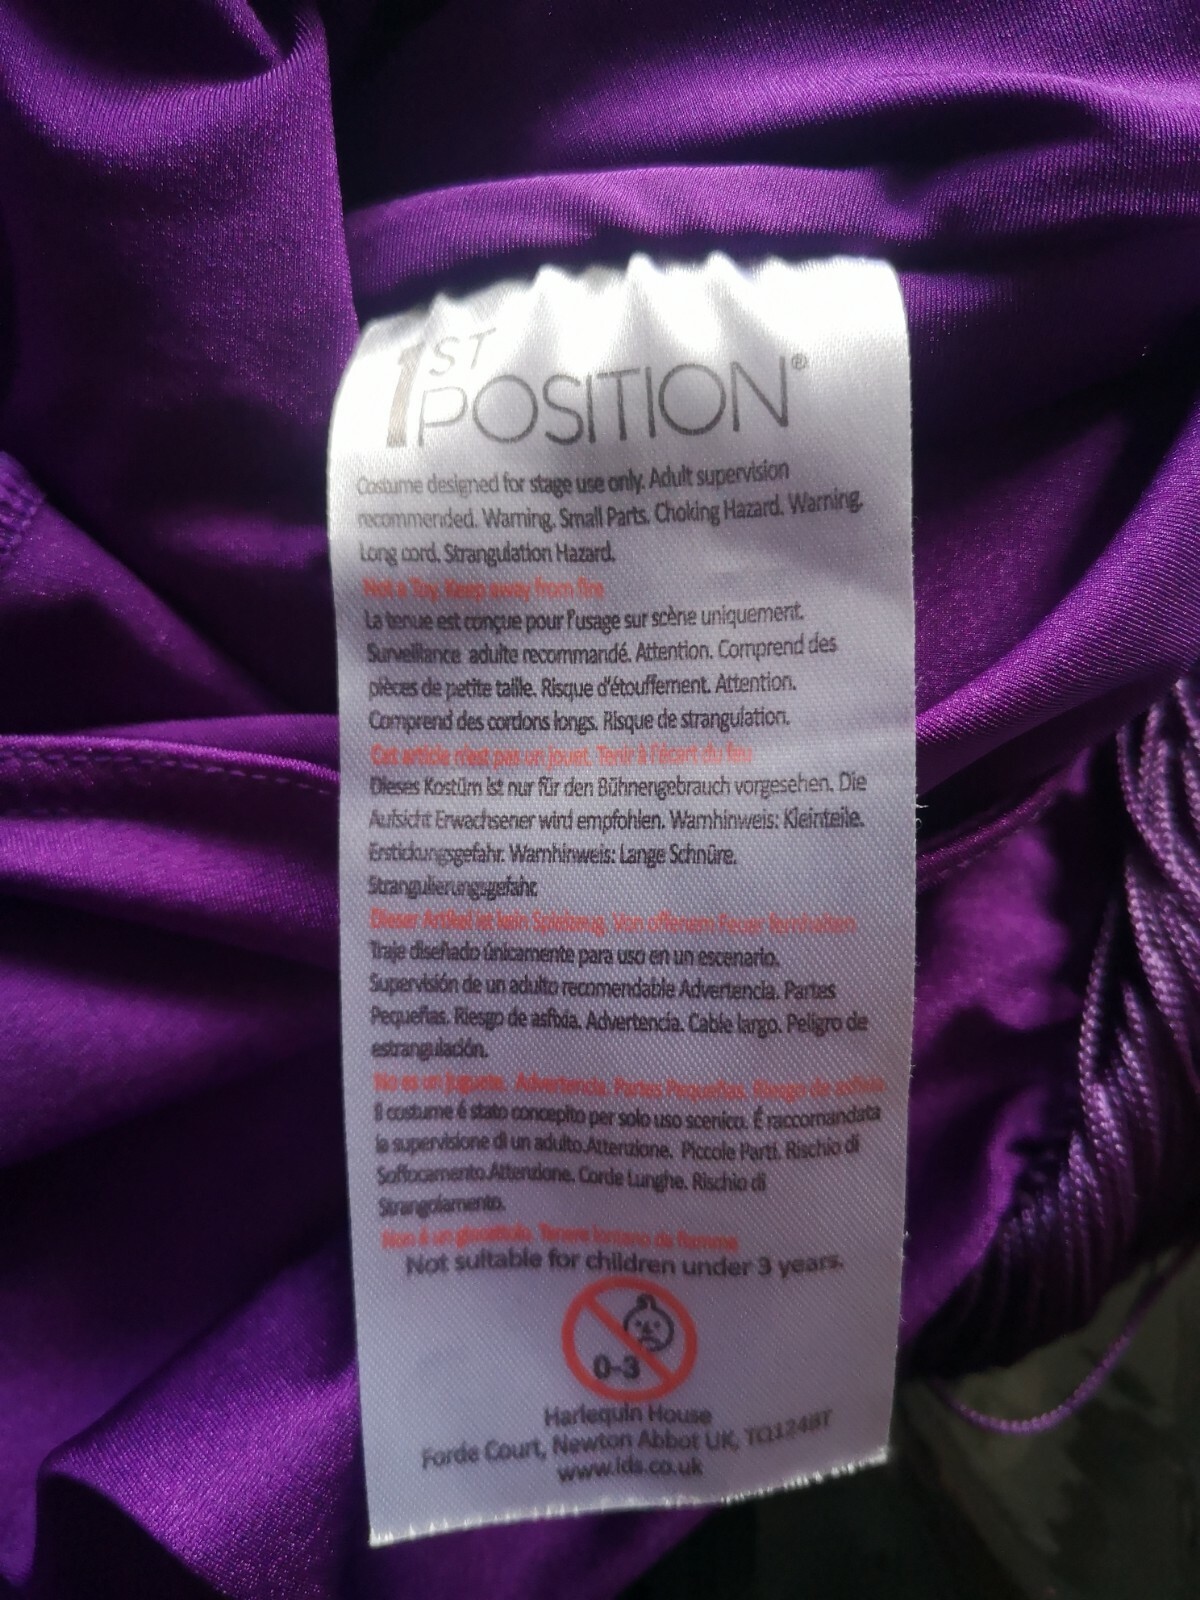 1ST
POSITION®
Costume designed for stage use only. Adult supervision
recommended. Warning. Small Parts. Choking Hazard. Warning.
Long cord. Strangulation Hazard.
Not a Toy. Keep away from fire
La tenue est conçue pour l'usage sur scène uniquement.
Surveillance adulte recommandé. Attention. Comprend des
pièces de petite taille. Risque d'étouffement. Attention.
Comprend des cordons longs. Risque de strangulation.
Cet article n'est pas un jouet. Tenir à l'écart du feu
Dieses Kostüm ist nur für den Bühnengebrauch vorgesehen. Die
Aufsicht Erwachsener wird empfohlen. Warnhinweis: Kleinteile.
Erstickungsgefahr. Warnhinweis: Lange Schnüre.
Strangulierungsgefahr.
Dieser Artikel ist kein Spielzeug. Von offenem Feuer fernhalten
Traje diseñado únicamente para uso en un escenario.
Supervisión de un adulto recomendable Advertencia. Partes
Pequeñas. Riesgo de asfixia. Advertencia. Cable largo. Peligro de
estrangulación.
No es un juguete. Advertencia. Partes Pequeñas. Riesgo de asfixia
Il costume é stato concepito per solo uso scenico. É raccomandata
la supervisione di un adulto.Attenzione. Piccole Parti. Rischio di
Soffocamento.Attenzione. Corde Lunghe. Rischio di
Strangolamento.
Non é un giocattolo. Tenere lontano da fiamme
Not suitable for children under 3 years.
0-3
Harlequin House
Forde Court, Newton Abbot UK, TQ124BT
www.ids.co.uk